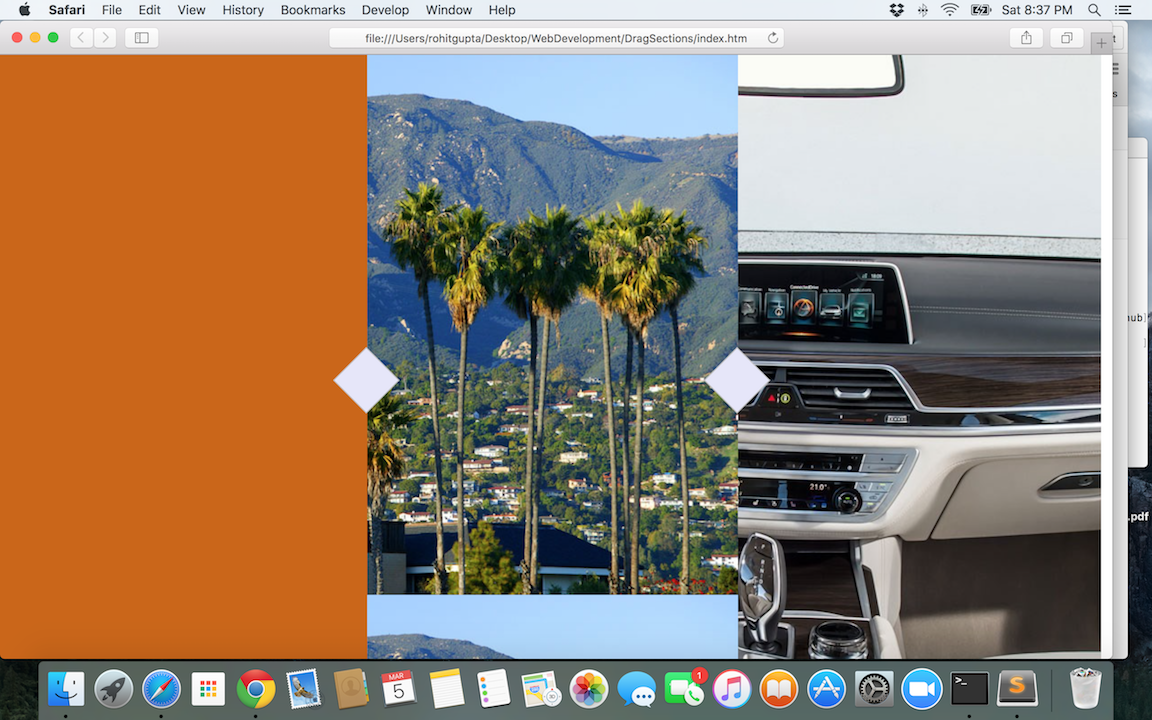 Safari File Edit View History Bookmarks Develop Window Help Sat 8:37 PM
file:///Users/rohitgupta/Desktop/WebDevelopment/DragSections/index.htm
ConnectedDrive
21.0°
.pdf
MAR
5
1
S